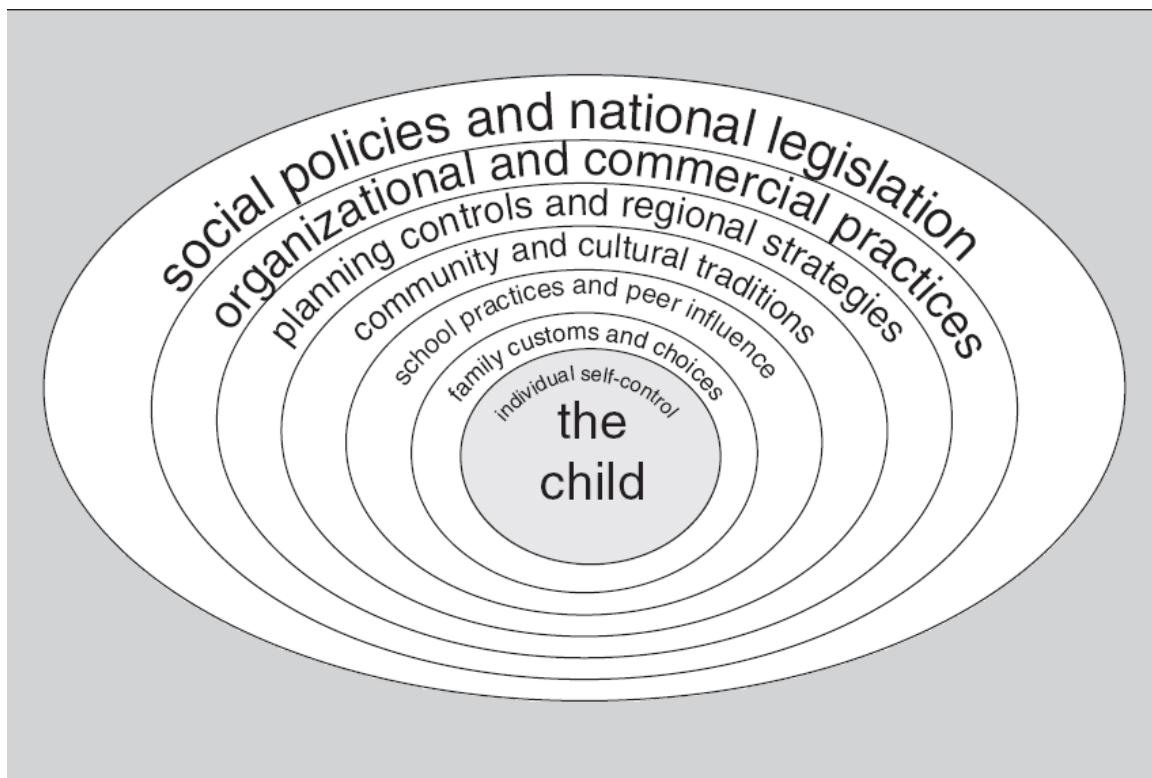 social policies and national legislation
organizational and commercial practices
planning controls and regional strategies
community and cultural traditions
school practices and peer influence
family customs and choices
individual self-control
the
child